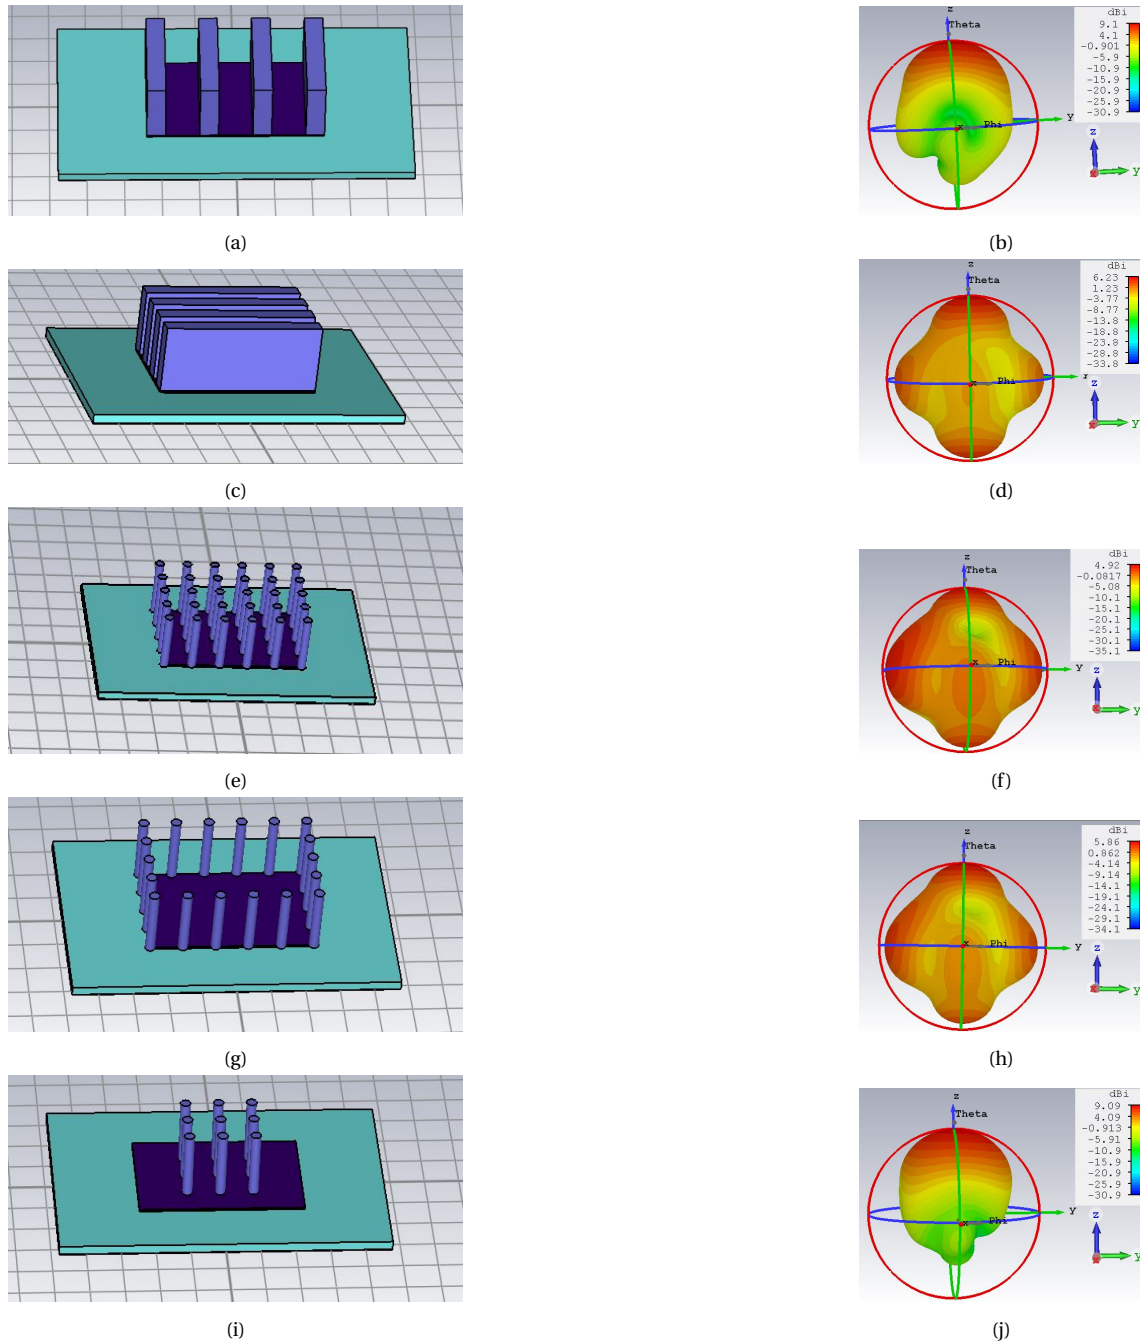 dBi
9.1
4.1
-0.901
-5.9
-10.9
-15.9
-20.9
-25.9
-30.9
z
Theta
x
Phi
Y
z
x
y
(a)
(b)
dBi
6.23
1.23
-3.77
-8.77
-13.8
-18.8
-23.8
-28.8
-33.8
z
Theta
x
Phi
z
x
y
(c)
(d)
dBi
4.92
-0.0817
-5.08
-10.1
-15.1
-20.1
-25.1
-30.1
-35.1
z
Theta
x
Phi
Y
z
x
y
(e)
(f)
dBi
5.86
0.862
-4.14
-9.14
-14.1
-19.1
-24.1
-29.1
-34.1
z
Theta
x
Phi
Y
z
x
y
(g)
(h)
dBi
9.09
4.09
-0.913
-5.91
-10.9
-15.9
-20.9
-25.9
-30.9
z
Theta
x
Phi
Y
z
x
y
(i)
(j)